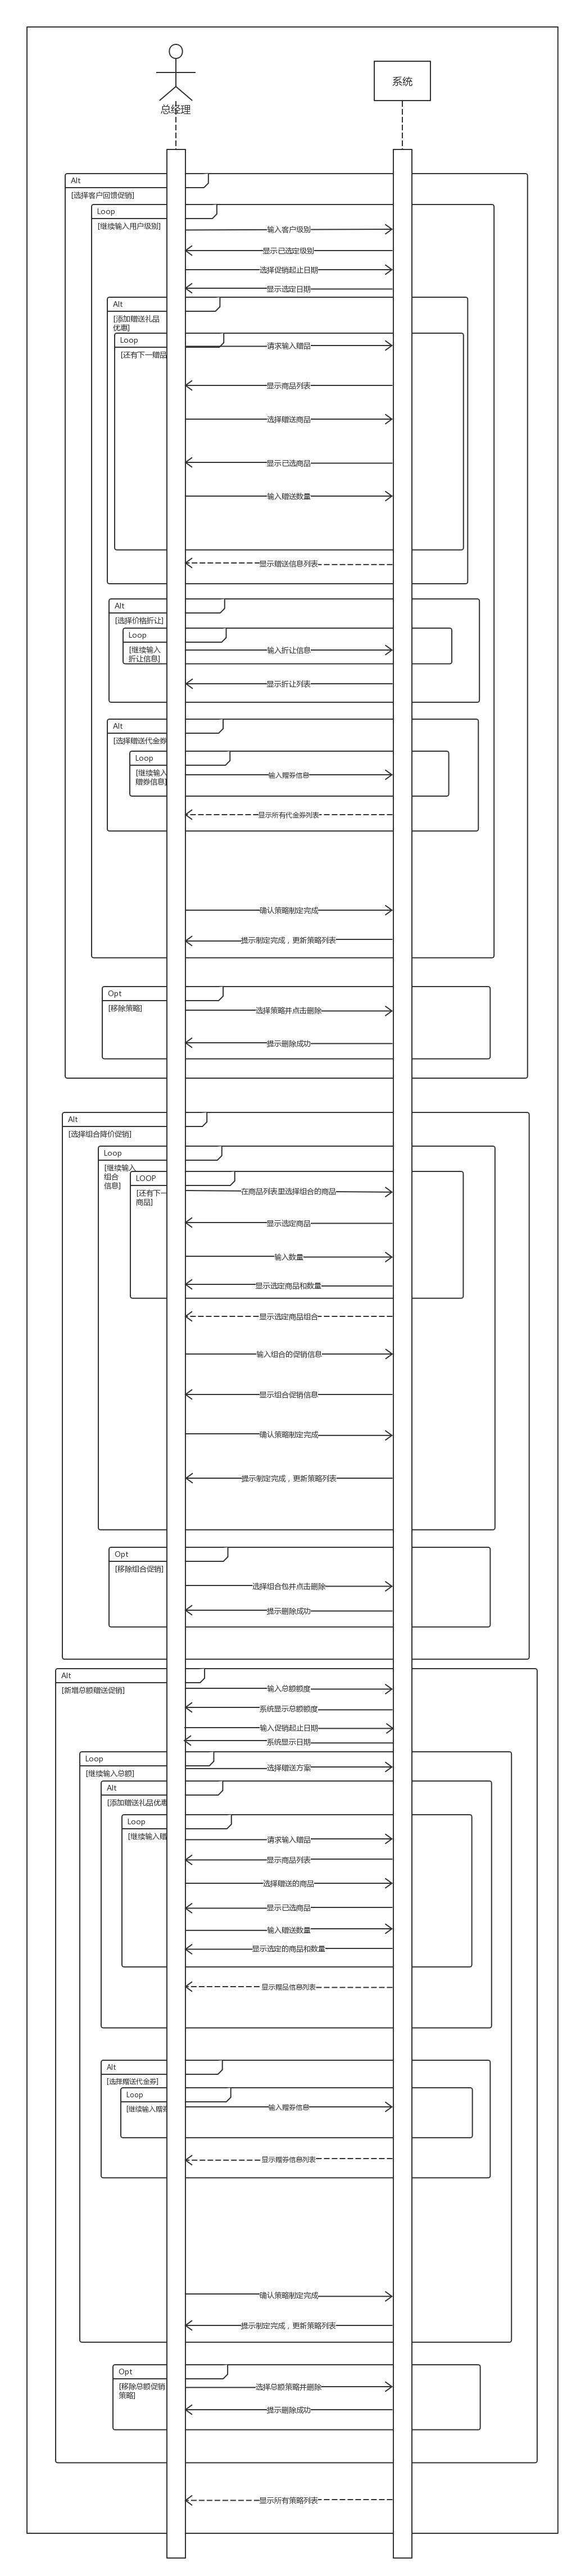 总经理
系统
Alt
[选择客户回馈促销]
Loop
[继续输入用户级别]
输入客户级别
显示已选定级别
选择促销起止日期
显示选定日期
Alt
[添加赠送礼品
优惠]
Loop
[还有下一赠品
请求输入赠品
显示商品列表
选择赠送商品
显示已选商品
输入赠送数量
显示赠送信息列表
Alt
[选择价格折让]
Loop
[继续输入
折让信息]
输入折让信息
显示折让列表
Alt
[选择赠送代金券
Loop
[继续输入
赠券信息]
输入赠券信息
显示所有代金券列表
确认策略制定完成
提示制定完成，更新策略列表
Opt
[移除策略]
选择策略并点击删除
提示删除成功
Alt
[选择组合降价促销]
Loop
[继续输入
组合
信息]
LOOP
[还有下一
商品]
在商品列表里选择组合的商品
显示选定商品
输入数量
显示选定商品和数量
显示选定商品组合
输入组合的促销信息
显示组合促销信息
确认策略制定完成
提示制定完成，更新策略列表
Opt
[移除组合促销]
选择组合包并点击删除
提示删除成功
Alt
[新增总额赠送促销]
输入总额额度
系统显示总额额度
输入促销起止日期
系统显示日期
Loop
[继续输入总额]
选择赠送方案
Alt
[添加赠送礼品优惠
Loop
[继续输入赠
请求输入赠品
显示商品列表
选择赠送的商品
显示已选商品
输入赠送数量
显示选定的商品和数量
显示赠品信息列表
Alt
[选择赠送代金券]
Loop
[继续输入赠券
输入赠券信息
显示赠券信息列表
确认策略制定完成
提示制定完成，更新策略列表
Opt
[移除总额促销
策略]
选择总额策略并删除
提示删除成功
显示所有策略列表